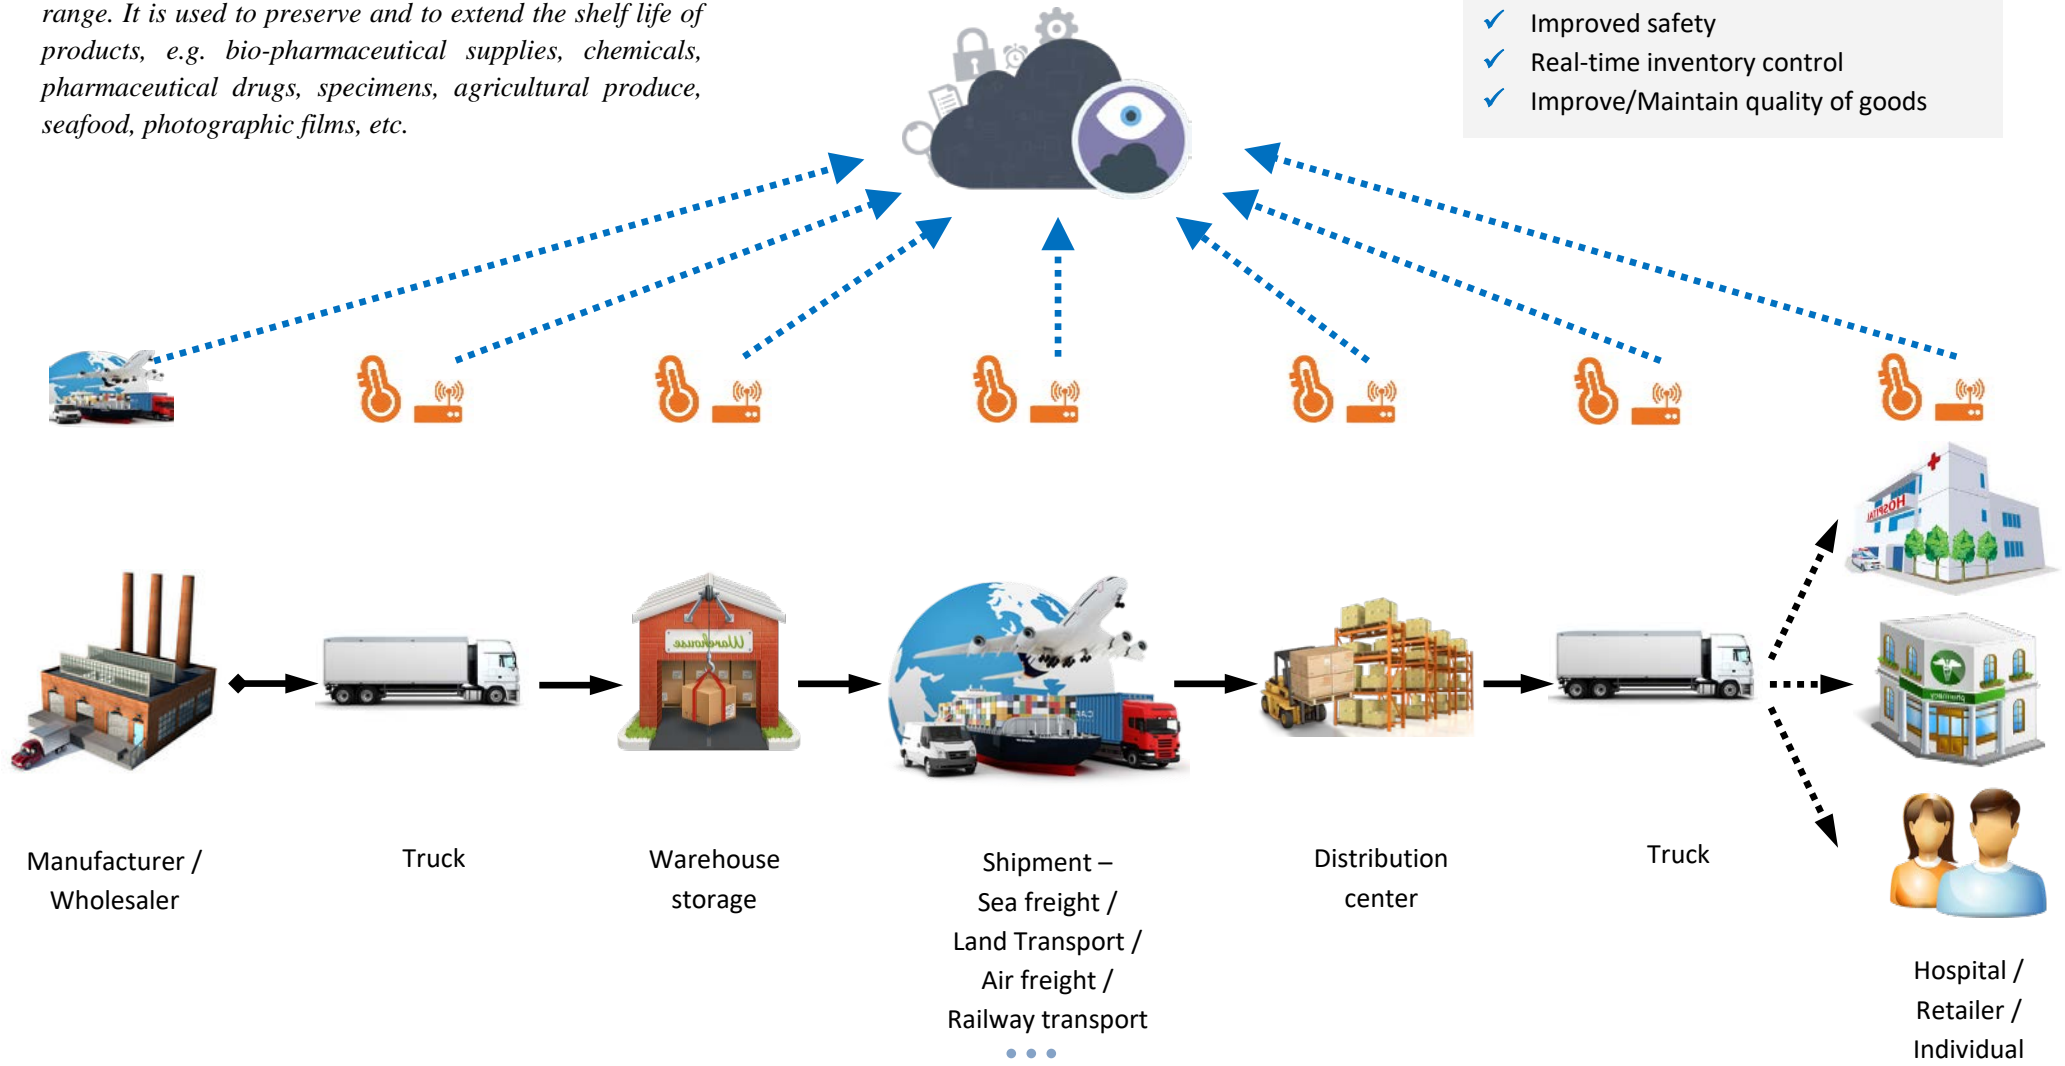 range. It is used to preserve and to extend the shelf life of
products, e.g. bio-pharmaceutical supplies, chemicals,
pharmaceutical drugs, specimens, agricultural produce,
seafood, photographic films, etc.
✓ Improved safety
✓ Real-time inventory control
✓ Improve/Maintain quality of goods
HOSPITAL
Warehouse
pharmacy
Manufacturer /
Wholesaler
Truck
Warehouse
storage
Shipment –
Sea freight /
Land Transport /
Air freight /
Railway transport
• • •
Distribution
center
Truck
Hospital /
Retailer /
Individual